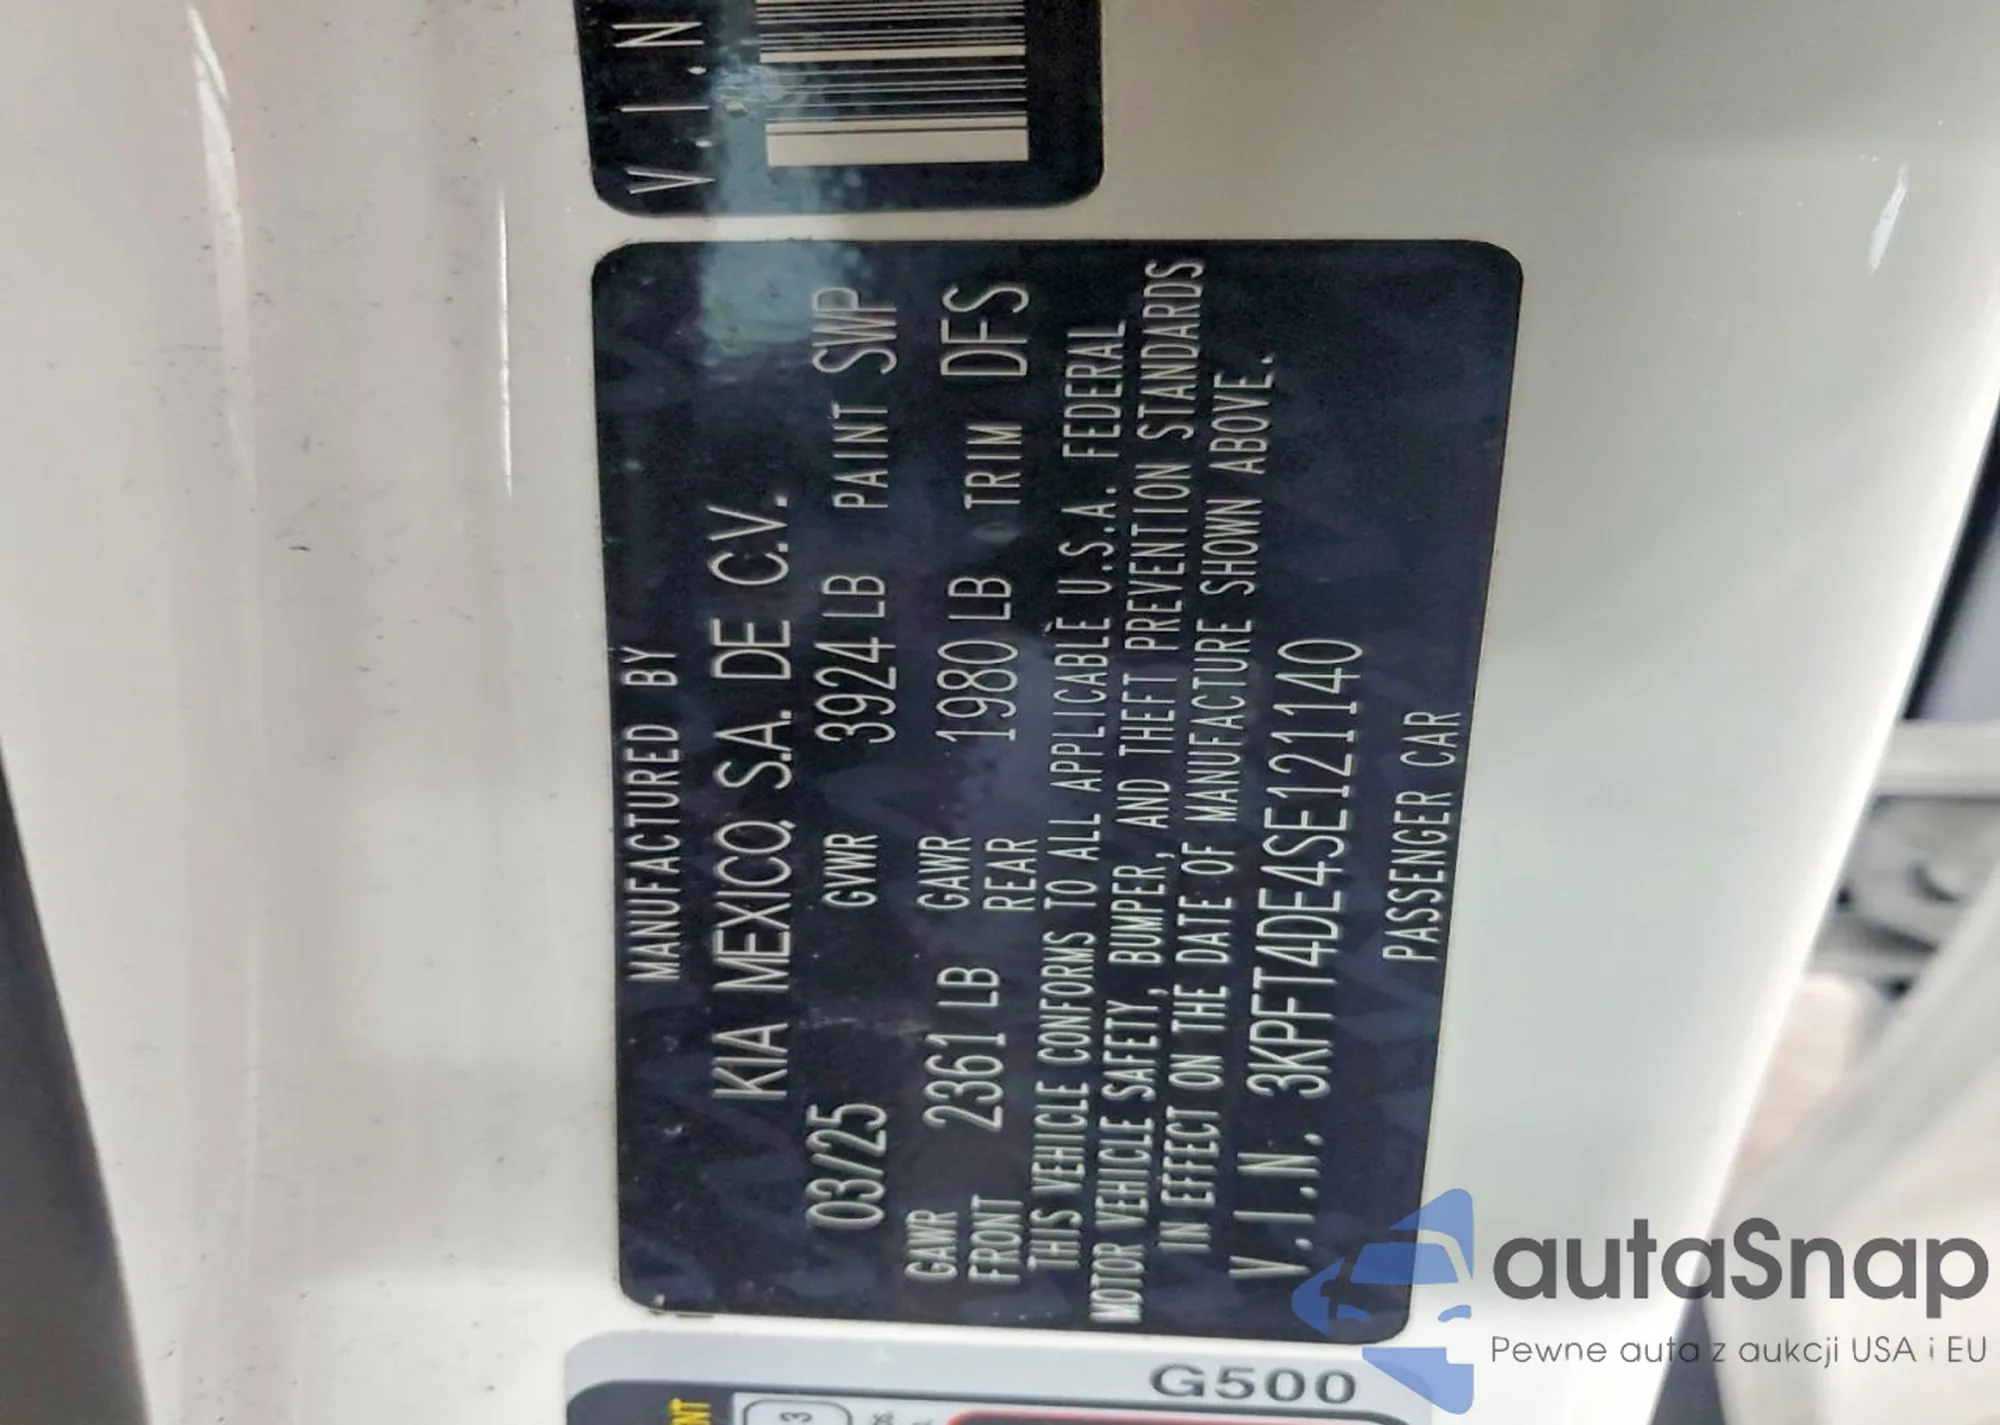 V.I.N
MANUFACTURED BY
KIA MEXICO, S.A. DE C.V.
03/25 GVWR 3924 LB PAINT SWP
GAWR FRONT 2361 LB GAWR REAR 1980 LB TRIM DFS
THIS VEHICLE CONFORMS TO ALL APPLICABLE U.S.A. FEDERAL
MOTOR VEHICLE SAFETY, BUMPER, AND THEFT PREVENTION STANDARDS
IN EFFECT ON THE DATE OF MANUFACTURE SHOWN ABOVE.
V.I.N. 3KPFT4DE4SE121140
PASSENGER CAR
G500
3
autaSnap
Pewne auta z aukcji USA i EU